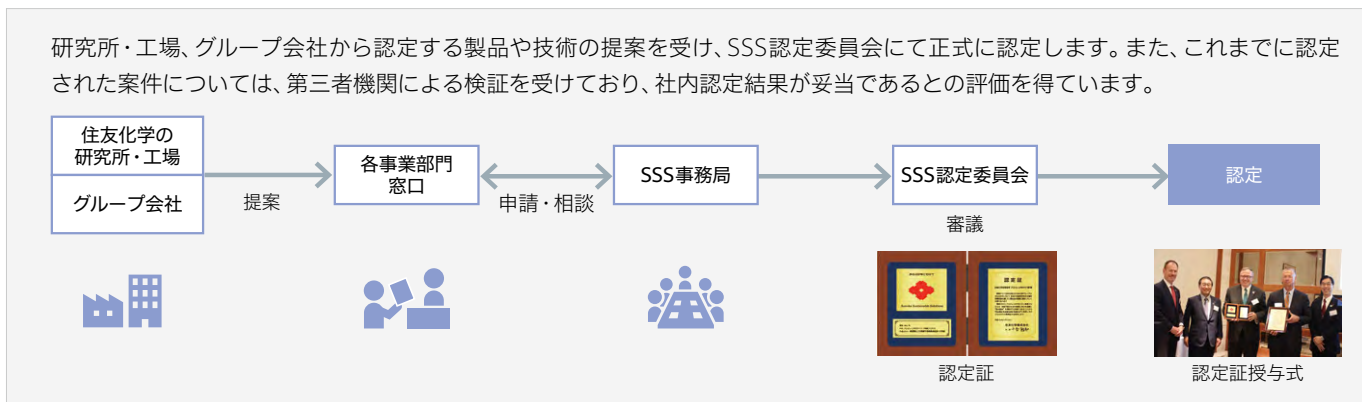 研究所・工場、グループ会社から認定する製品や技術の提案を受け、SSS認定委員会にて正式に認定します。また、これまでに認定
された案件については、第三者機関による検証を受けており、社内認定結果が妥当であるとの評価を得ています。
住友化学の
研究所・工場
グループ会社
提案
各事業部門
窓口
申請・相談
SSS事務局
SSS認定委員会
審議
認定
認定証
認定証
認定証授与式